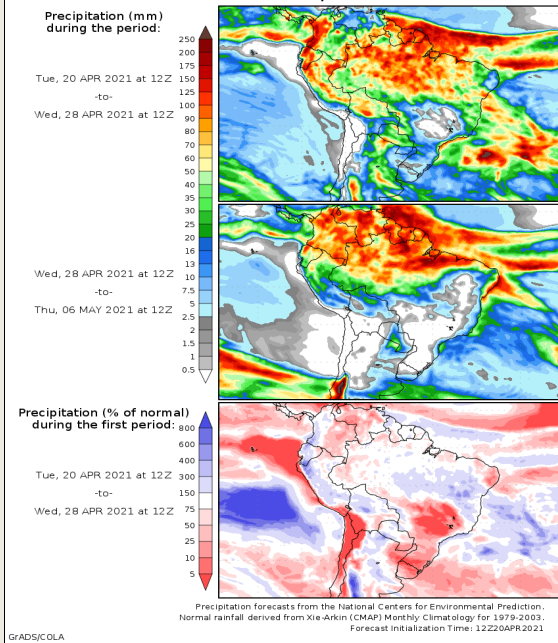 Precipitation (mm)
during the period:
Tue, 20 APR 2021 at 12Z
-to-
Wed, 28 APR 2021 at 12Z
250
200
175
150
125
100
90
80
70
60
50
40
35
30
25
20
16
13
10
7.5
5
2.5
2
1.5
1
0.5
Wed, 28 APR 2021 at 12Z
-to-
Thu, 06 MAY 2021 at 12Z
Precipitation (% of normal)
during the first period:
800
600
400
300
150
75
50
25
10
5
Tue, 20 APR 2021 at 12Z
-to-
Wed, 28 APR 2021 at 12Z
Precipitation forecasts from the National Centers for Environmental Prediction.
Normal rainfall derived from Xie-Arkin (CMAP) Monthly Climatology for 1979-2003.
Forecast Initialization Time: 12Z20APR2021
GrADS/COLA